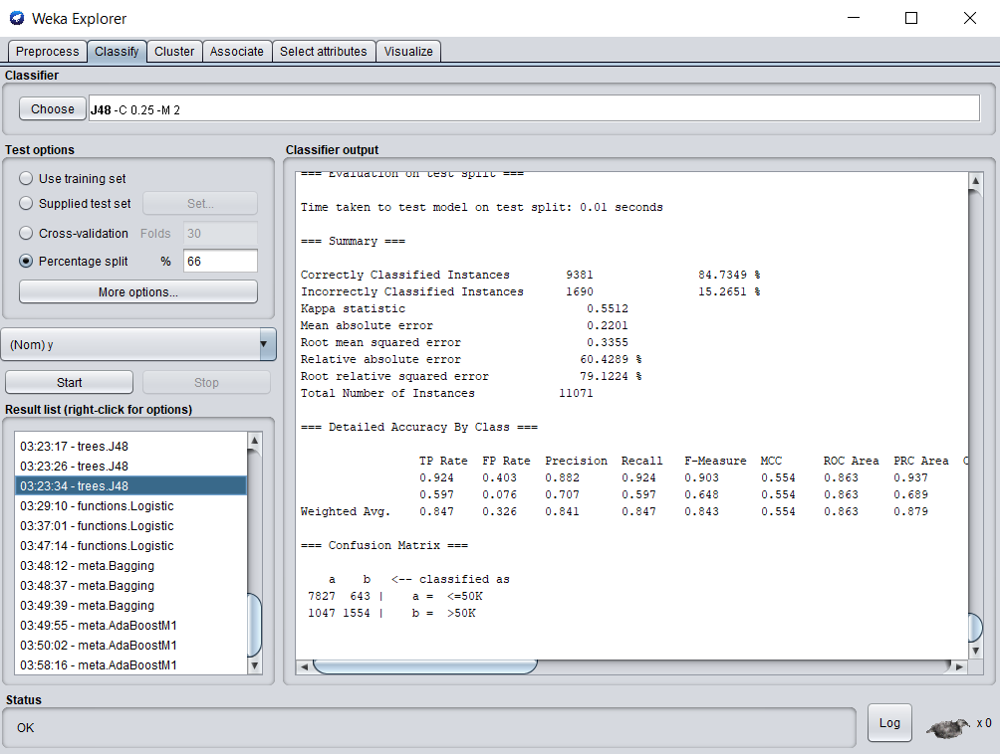 Weka Explorer
Preprocess Classify Cluster Associate Select attributes Visualize
Classifier
Choose J48 -C 0.25 -M 2
Test options
Use training set
Supplied test set Set...
Cross-validation Folds 30
Percentage split % 66
More options...
(Nom) y
Start Stop
Result list (right-click for options)
03:23:17 - trees.J48
03:23:26 - trees.J48
03:23:34 - trees.J48
03:29:10 - functions.Logistic
03:37:01 - functions.Logistic
03:47:14 - functions.Logistic
03:48:12 - meta.Bagging
03:48:37 - meta.Bagging
03:49:39 - meta.Bagging
03:49:55 - meta.AdaBoostM1
03:50:02 - meta.AdaBoostM1
03:58:16 - meta.AdaBoostM1
Classifier output
=== Evaluation on test split ===
Time taken to test model on test split: 0.01 seconds
=== Summary ===
Correctly Classified Instances 9381 84.7349 %
Incorrectly Classified Instances 1690 15.2651 %
Kappa statistic 0.5512
Mean absolute error 0.2201
Root mean squared error 0.3355
Relative absolute error 60.4289 %
Root relative squared error 79.1224 %
Total Number of Instances 11071
=== Detailed Accuracy By Class ===
TP Rate FP Rate Precision Recall F-Measure MCC ROC Area PRC Area C
0.924 0.403 0.882 0.924 0.903 0.554 0.863 0.937
0.597 0.076 0.707 0.597 0.648 0.554 0.863 0.689
Weighted Avg. 0.847 0.326 0.841 0.847 0.843 0.554 0.863 0.879
=== Confusion Matrix ===
a b <-- classified as
7827 643 | a = <=50K
1047 1554 | b = >50K
Status
OK
Log
x 0